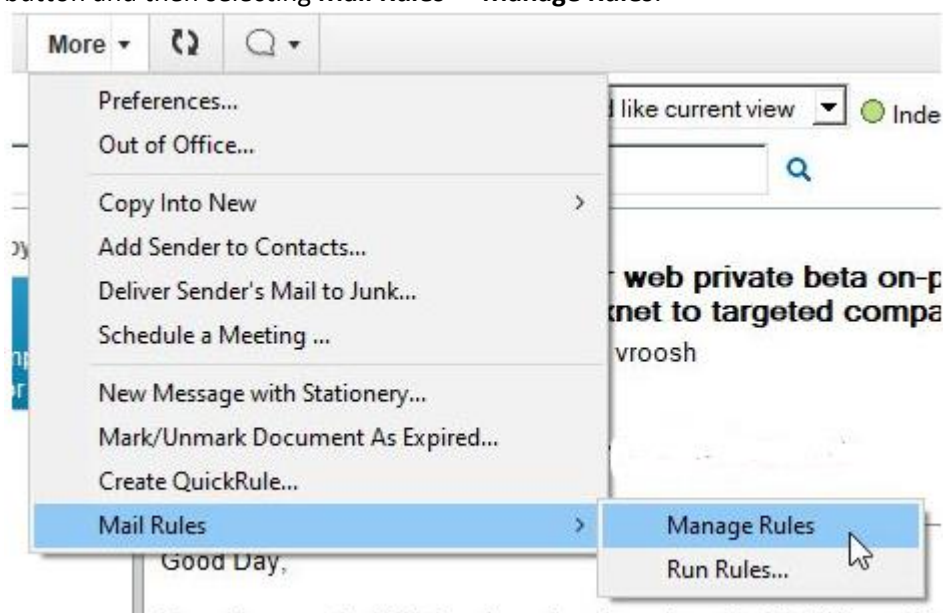 button and then selecting Mail Rules
Manage Rules.
More
Preferences...
like current view
Inde
Out of Office...
Copy Into New
Add Sender to Contacts...
web private beta on-p
Deliver Sender's Mail to Junk...
net to targeted compa
Schedule a Meeting ...
vroosh
New Message with Stationery...
Mark/Unmark Document As Expired...
Create QuickRule...
Mail Rules
Manage Rules
Good Day,
Run Rules...